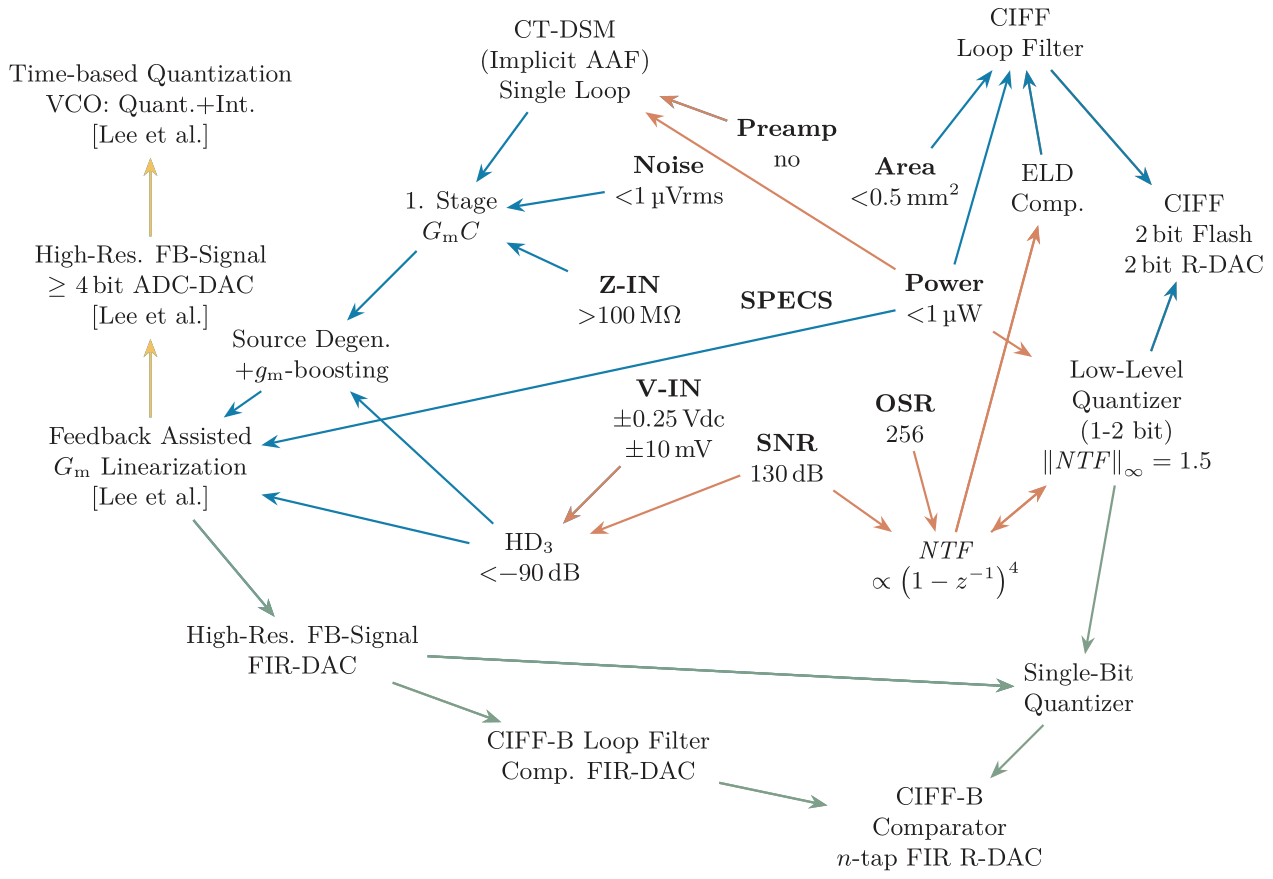 CT-DSM
(Implicit AAF)
Single Loop
CIFF
Loop Filter
Time-based Quantization
VCO: Quant.+Int.
[Lee et al.]
Preamp
no
Noise
<1 µVrms
Area
<0.5 mm²
ELD
Comp.
1. Stage
GₘC
CIFF
2 bit Flash
2 bit R-DAC
High-Res. FB-Signal
≥ 4 bit ADC-DAC
[Lee et al.]
Z-IN
>100 MΩ
SPECS
Power
<1 µW
Source Degen.
+gₘ-boosting
V-IN
±0.25 Vdc
±10 mV
OSR
256
Low-Level
Quantizer
(1-2 bit)
‖NTF‖∞ = 1.5
Feedback Assisted
Gₘ Linearization
[Lee et al.]
SNR
130 dB
HD₃
<−90 dB
NTF
∝ (1 − z⁻¹)⁴
High-Res. FB-Signal
FIR-DAC
Single-Bit
Quantizer
CIFF-B Loop Filter
Comp. FIR-DAC
CIFF-B
Comparator
n-tap FIR R-DAC